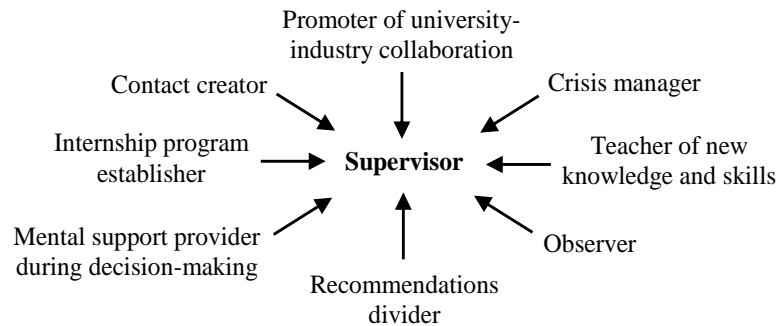 Promoter of university-
industry collaboration
Contact creator
Crisis manager
Internship program
establisher
Supervisor
Teacher of new
knowledge and skills
Mental support provider
during decision-making
Observer
Recommendations
divider